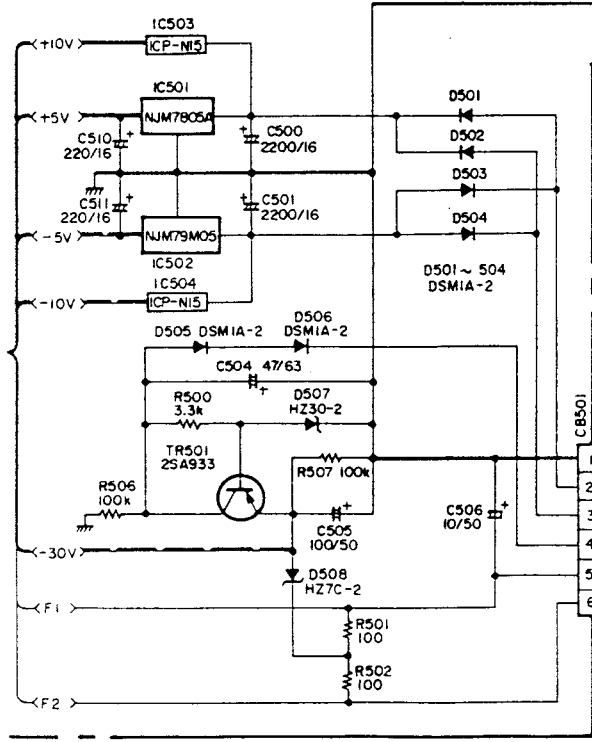 IC503
+10V
ICP-N15
IC501
+5V
NJM7805A
D501
C510
220/16
+
C500
2200/16
+
D502
D503
C511
220/16
+
C501
2200/16
+
-5V
NJM79M05
D504
IC502
IC504
D501~504
DSM1A-2
-10V
ICP-N15
D506
DSM1A-2
D505 DSM1A-2
C504 47/63
+
R500
3.3k
D507
HZ30-2
CB501
TR501
2SA933
R507 100k
1
R506
100k
2
C506
10/50
+
3
C505
100/50
+
4
-30V
5
D508
HZ7C-2
6
F1
R501
100
R502
100
F2